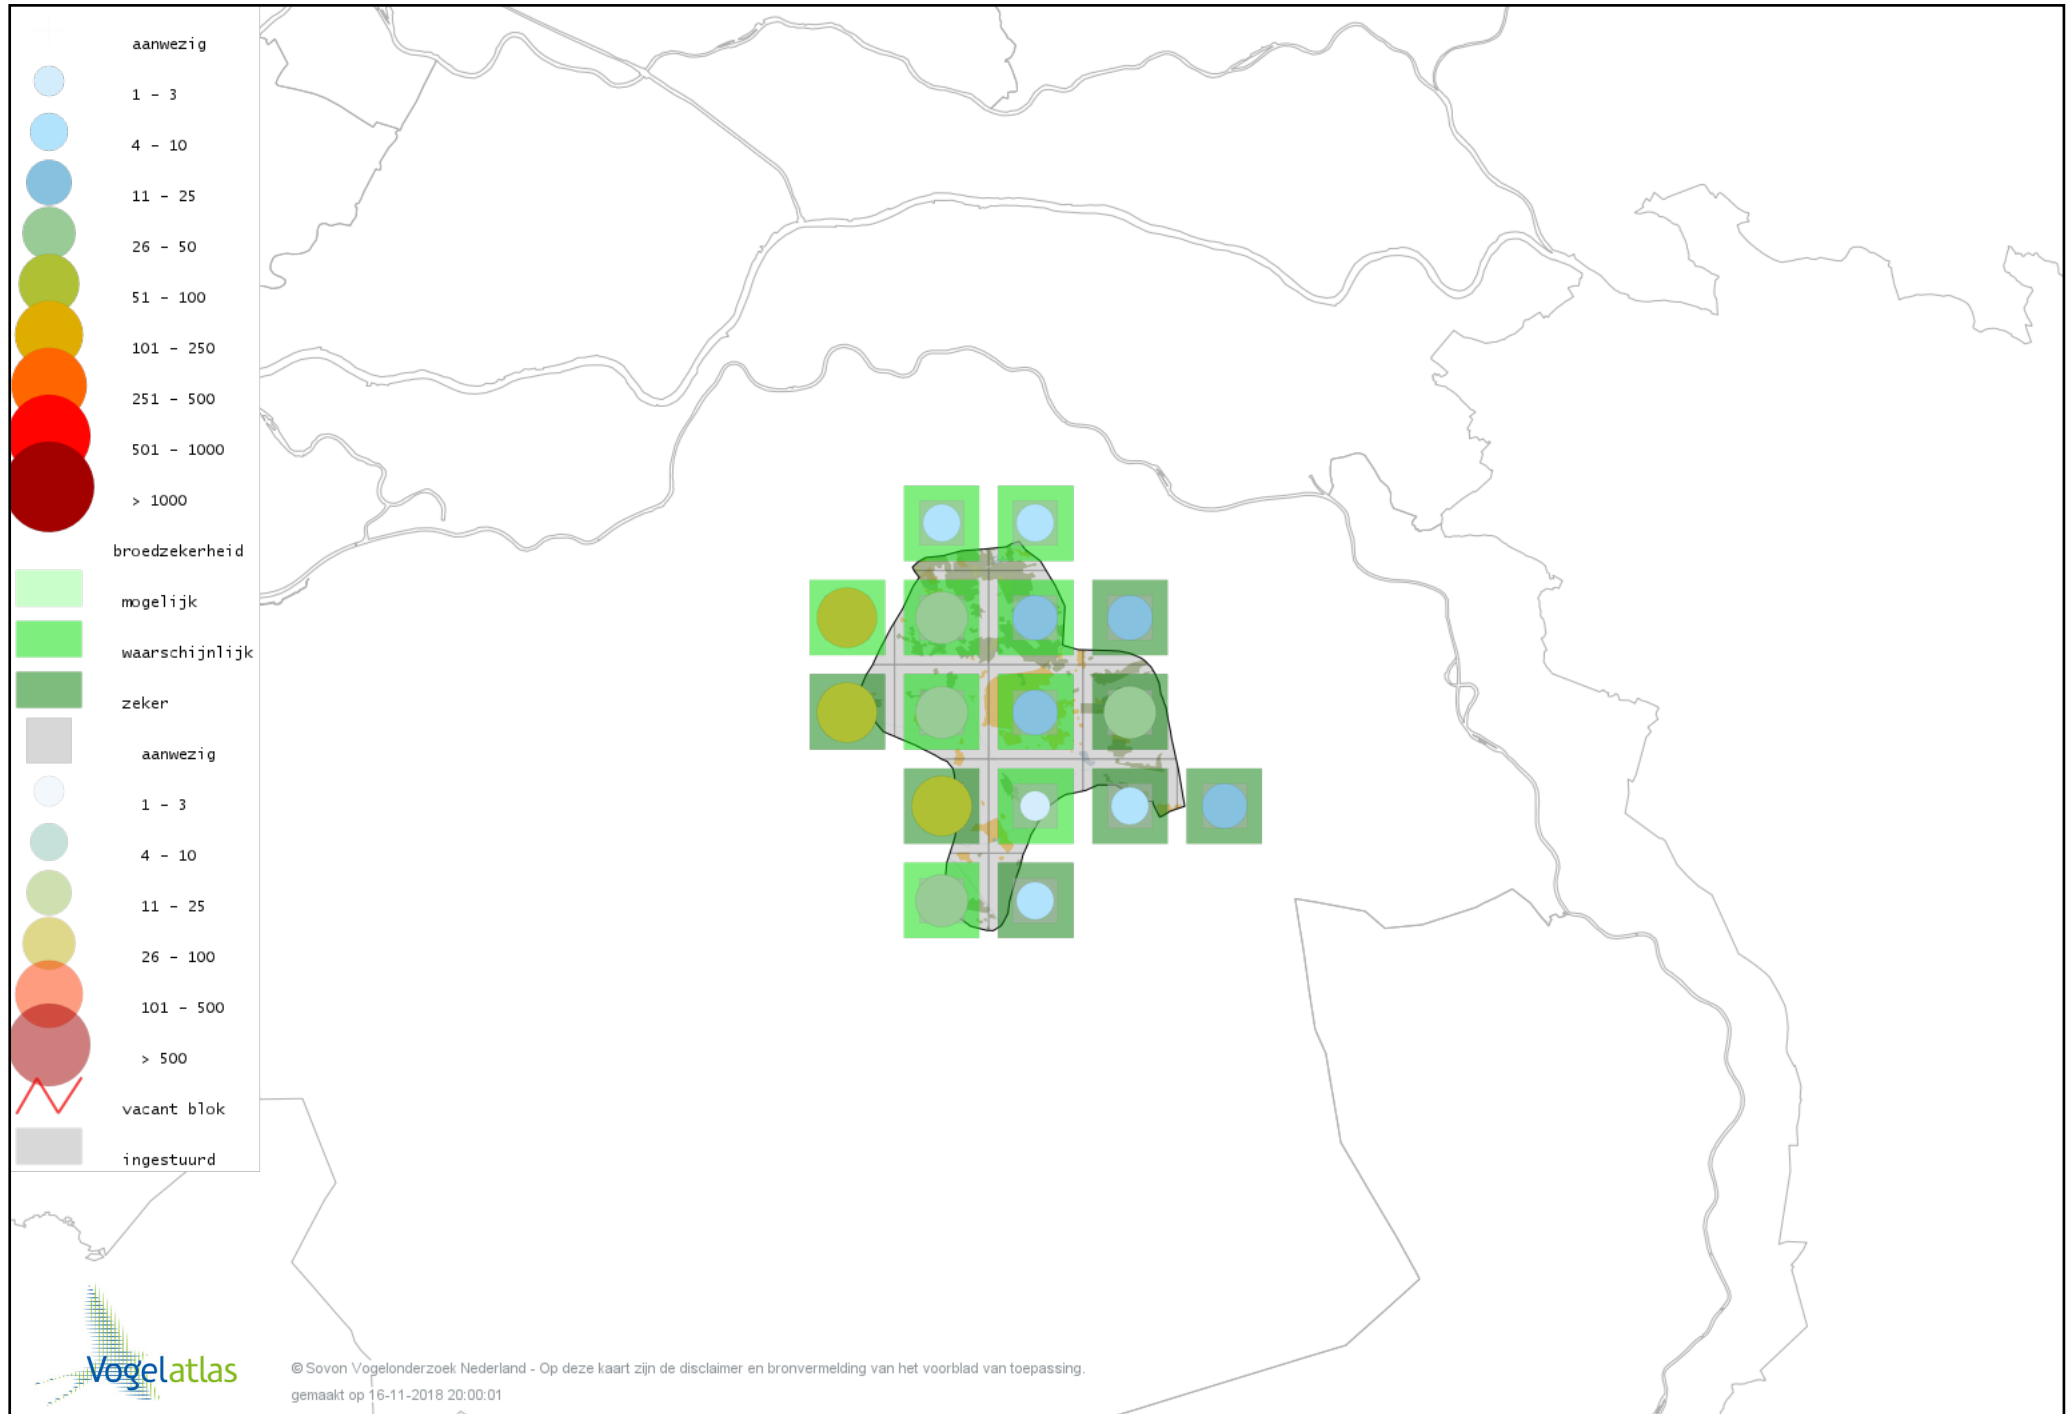 aanwezig
1 - 3
4 - 10
11 - 25
26 - 50
51 - 100
101 - 250
251 - 500
501 - 1000
> 1000
broedzekerheid
mogelijk
waarschijnlijk
zeker
aanwezig
1 - 3
4 - 10
11 - 25
26 - 100
101 - 500
> 500
vacant blok
ingestuurd
Vogelatlas
© Sovon Vogelonderzoek Nederland - Op deze kaart zijn de disclaimer en bronvermelding van het voorblad van toepassing.
gemaakt op 16-11-2018 20:00:01